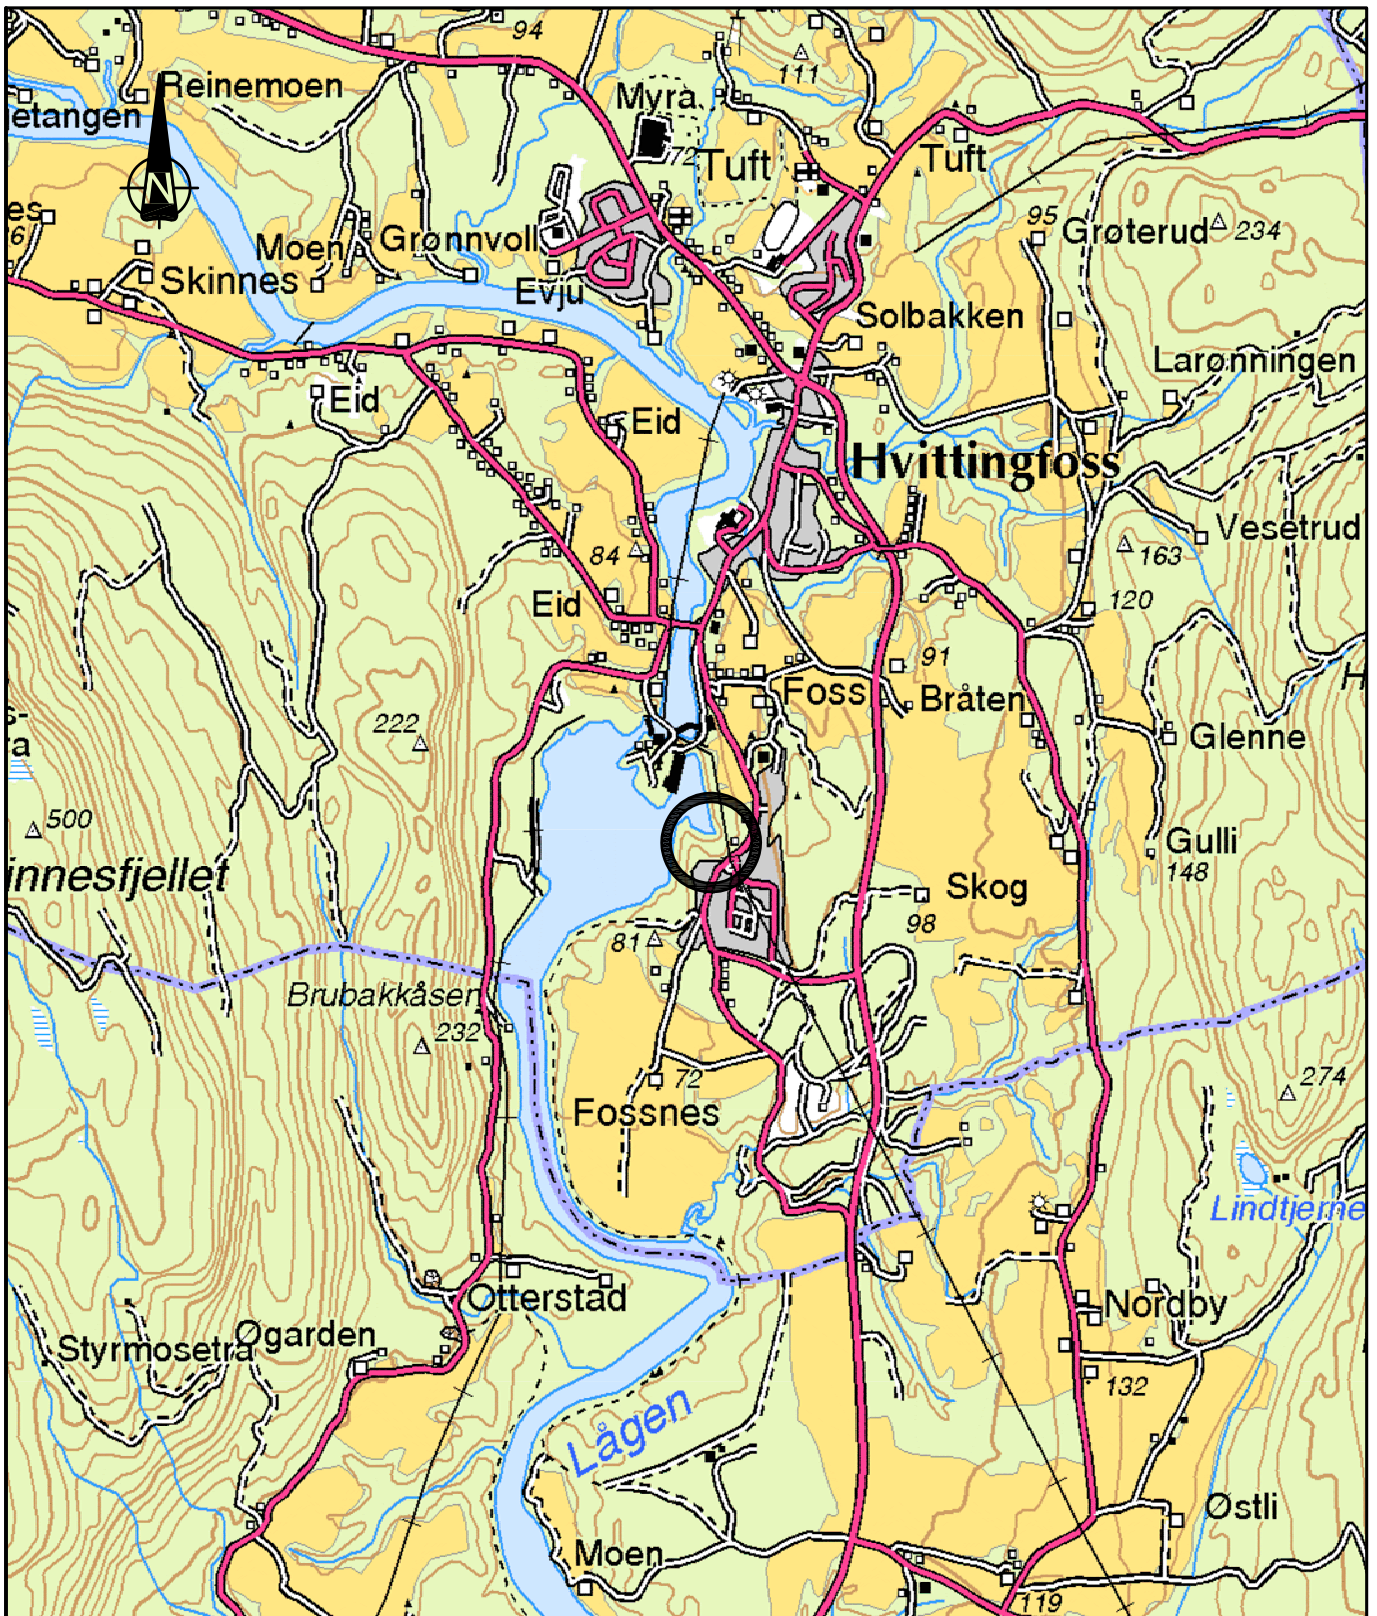 94
111
Reinemoen
Myra
etangen
72
Tuft
Tuft
N
es
95
Grøterud
234
Moen
Grønnvoll
Skinnes
Evju
Solbakken
Larønningen
Eid
Eid
Hvittingfoss
Vesetrud
84
163
Eid
120
91
Foss
Bråten
H
s-
ra
222
Glenne
500
Gulli
148
innesfjellet
Skog
98
81
Brubakkåsen
232
72
274
Fossnes
Lindtjerne
Otterstad
Nordby
Styrmosetra
Øgarden
132
Lågen
Østli
Moen
119